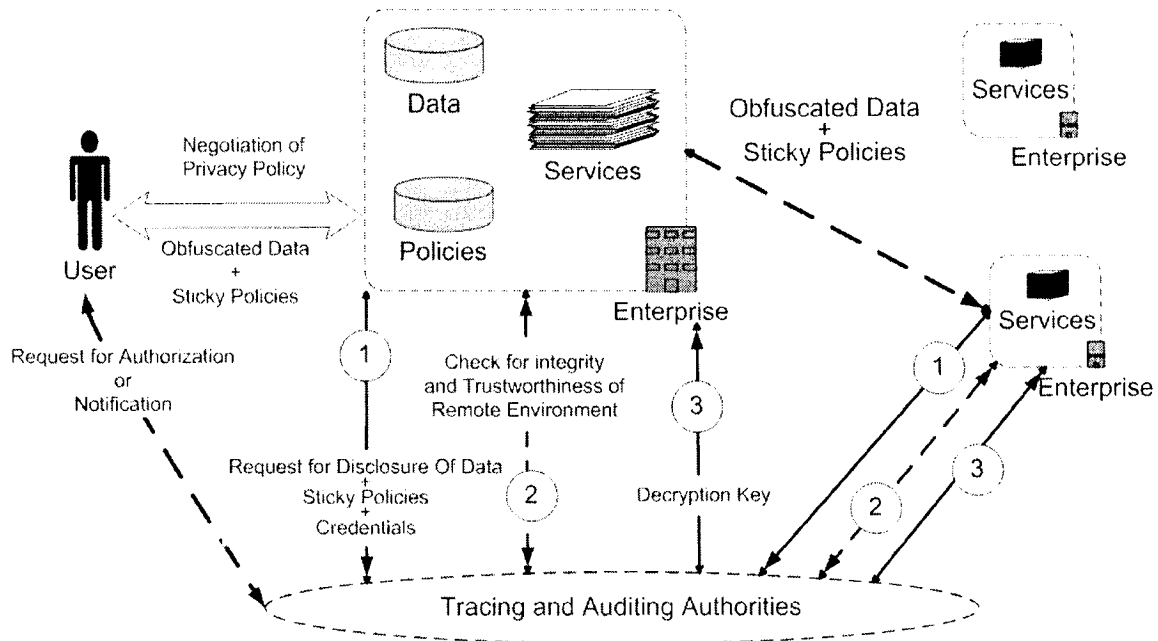 Data
Services
Policies
Enterprise
Negotiation of
Privacy Policy
Obfuscated Data
+
Sticky Policies
User
Obfuscated Data
+
Sticky Policies
Services
Enterprise
Services
Enterprise
Request for Authorization
or
Notification
1
Check for integrity
and Trustworthiness of
Remote Environment
3
Request for Disclosure Of Data
+
Sticky Policies
+
Credentials
2
Decryption Key
1
2
3
Tracing and Auditing Authorities